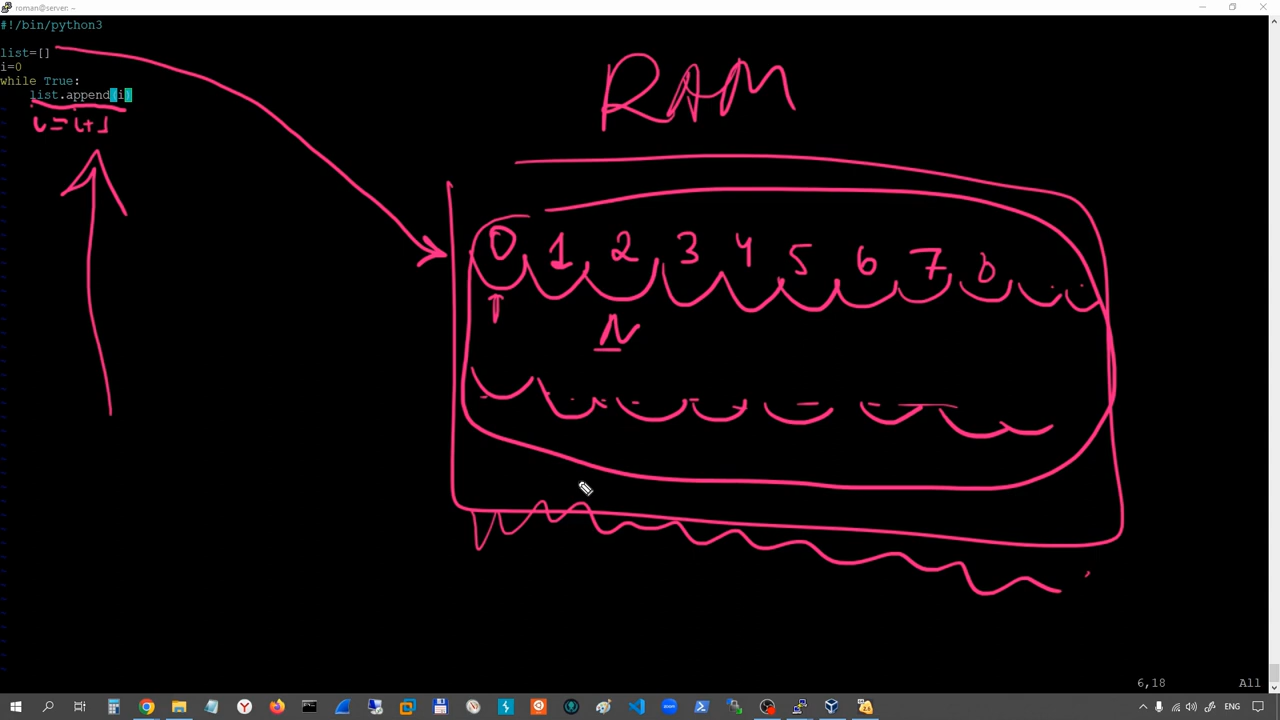 roman@server: ~
#!/bin/python3
list=[]
i=0
while True:
list.append(i)
i=i+1
RAM
0 1 2 3 4 5 6 7 8 ...
N
6,18 All
ENG